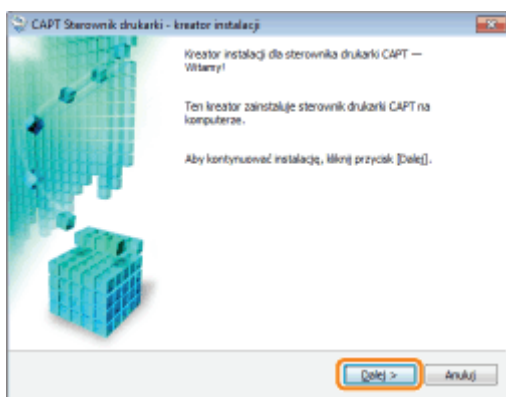 CAPT Sterownik drukarki - kreator instalacji
Kreator instalacji dla sterownika drukarki CAPT —
Witamy!
Ten kreator zainstaluje sterownik drukarki CAPT na
komputerze.
Aby kontynuować instalację, kliknij przycisk [Dalej].
Dalej >
Anuluj